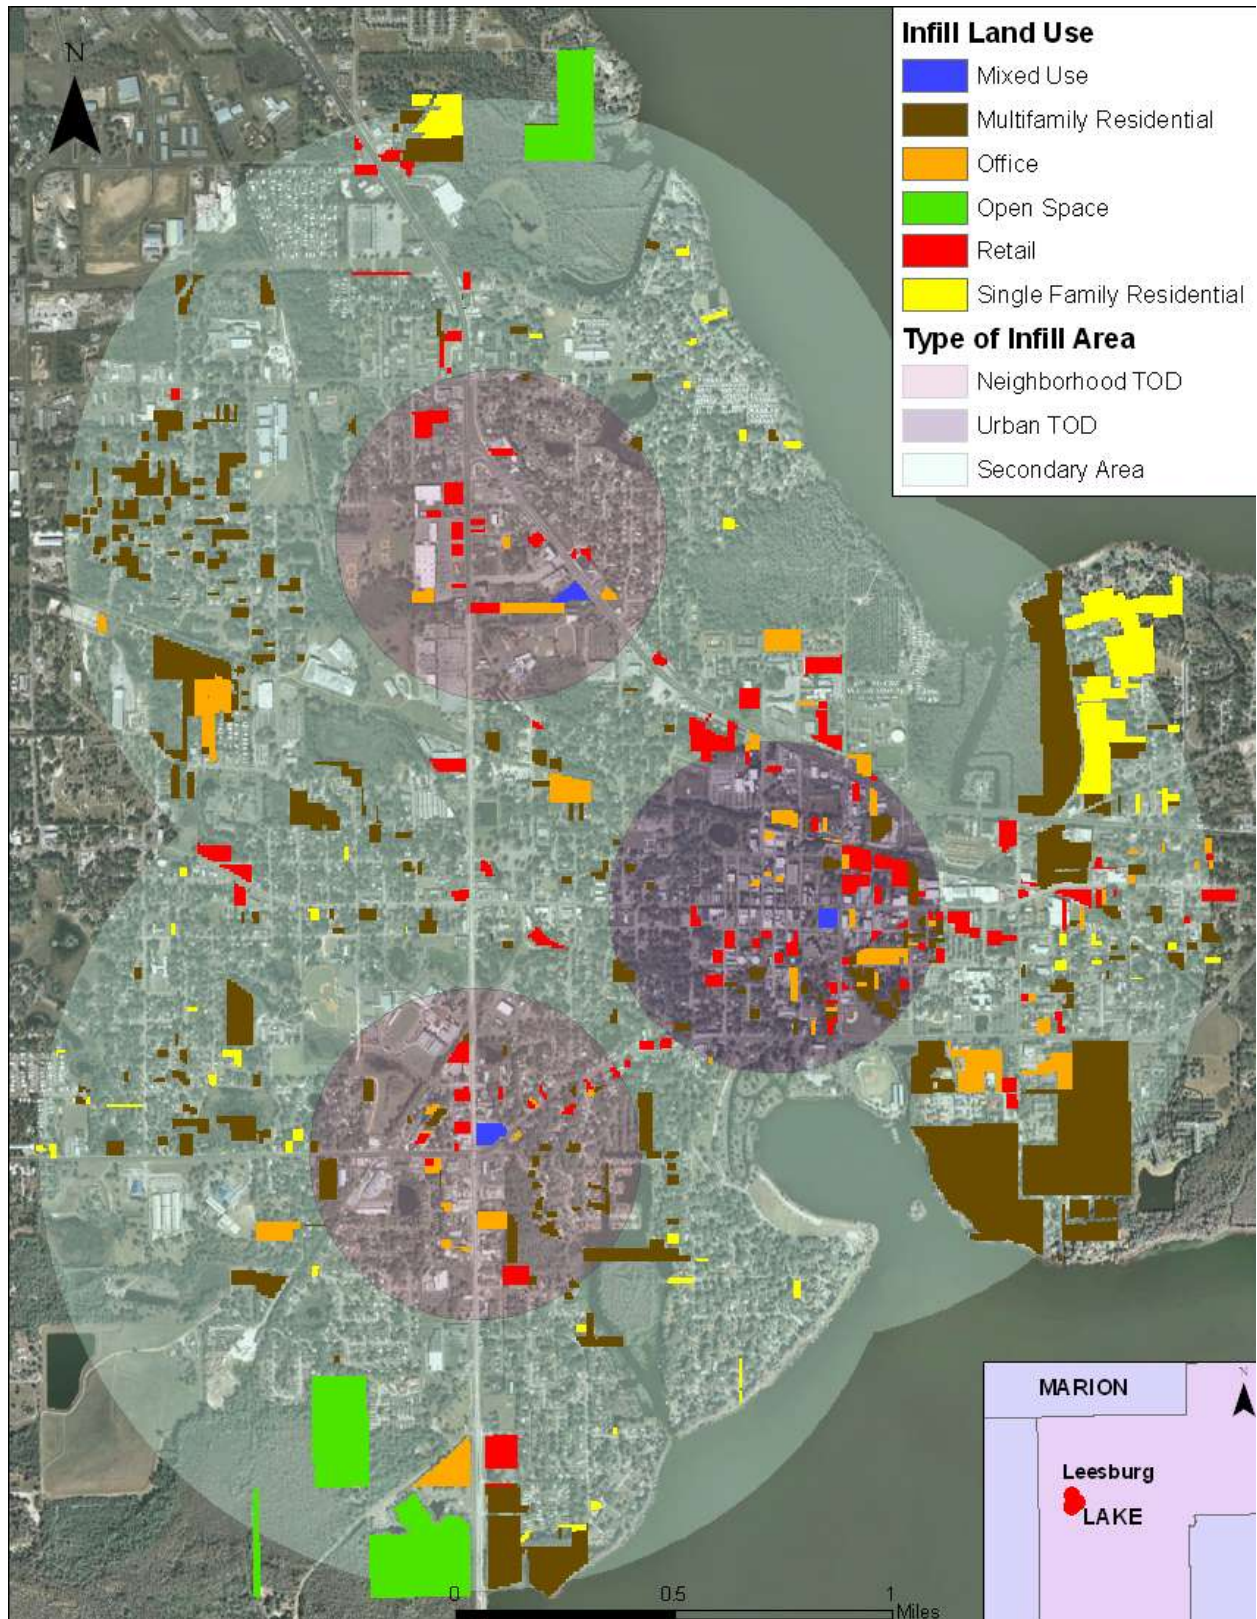 N
Infill Land Use
Mixed Use
Multifamily Residential
Office
Open Space
Retail
Single Family Residential
Type of Infill Area
Neighborhood TOD
Urban TOD
Secondary Area
N
MARION
Leesburg
LAKE
0 0.5 1
Miles